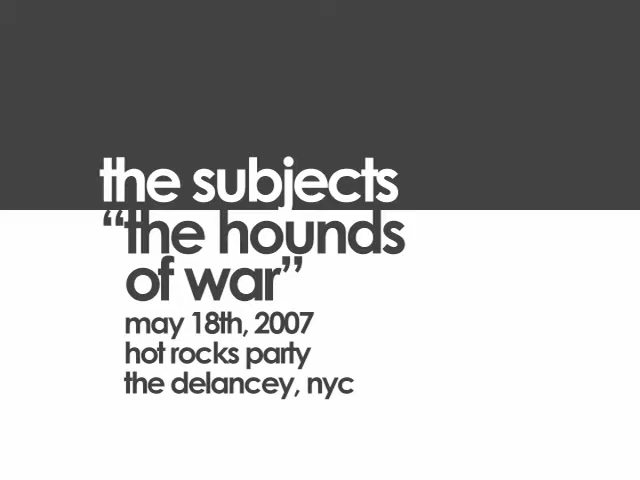 the subjects
“the hounds
of war”
may 18th, 2007
hot rocks party
the delancey, nyc